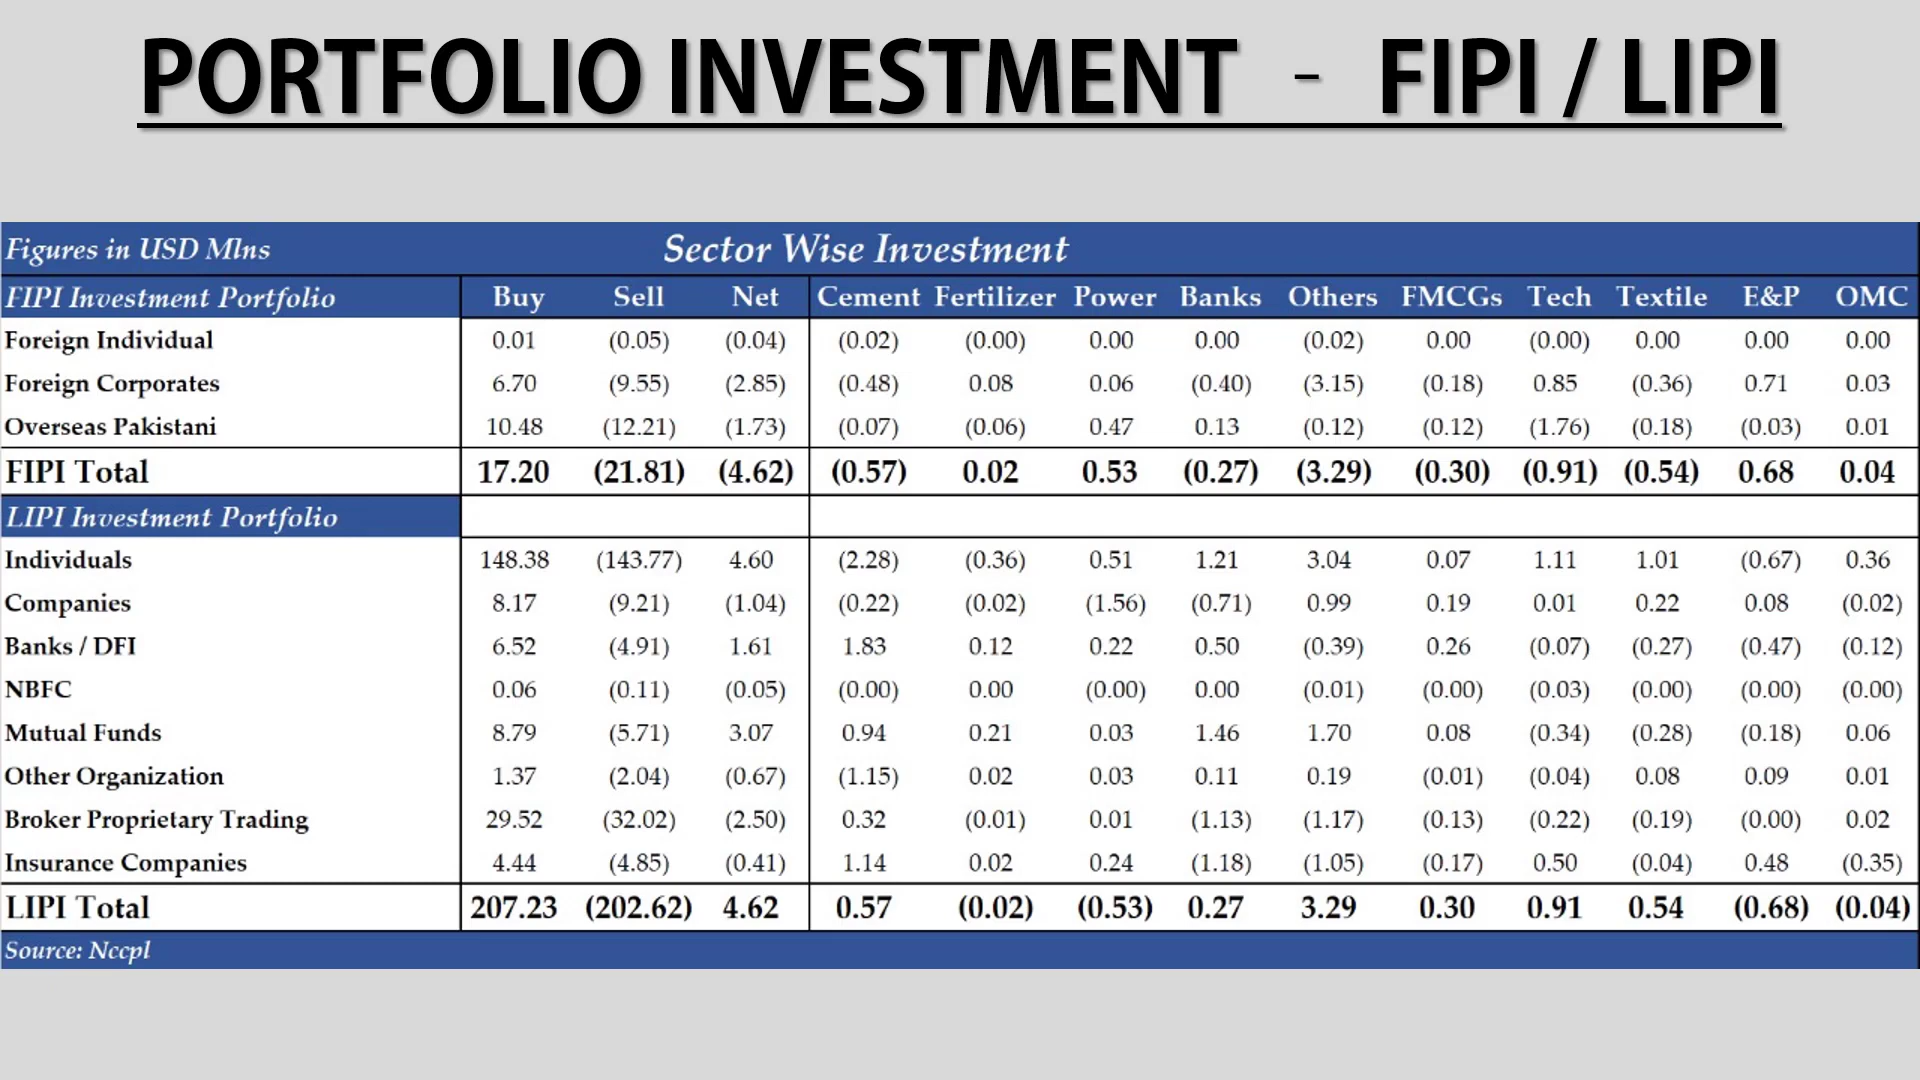 PORTFOLIO INVESTMENT - FIPI / LIPI
Figures in USD Mlns Sector Wise Investment
FIPI Investment Portfolio Buy Sell Net Cement Fertilizer Power Banks Others FMCGs Tech Textile E&P OMC
Foreign Individual 0.01 (0.05) (0.04) (0.02) (0.00) 0.00 0.00 (0.02) 0.00 (0.00) 0.00 0.00 0.00
Foreign Corporates 6.70 (9.55) (2.85) (0.48) 0.08 0.06 (0.40) (3.15) (0.18) 0.85 (0.36) 0.71 0.03
Overseas Pakistani 10.48 (12.21) (1.73) (0.07) (0.06) 0.47 0.13 (0.12) (0.12) (1.76) (0.18) (0.03) 0.01
FIPI Total 17.20 (21.81) (4.62) (0.57) 0.02 0.53 (0.27) (3.29) (0.30) (0.91) (0.54) 0.68 0.04
LIPI Investment Portfolio
Individuals 148.38 (143.77) 4.60 (2.28) (0.36) 0.51 1.21 3.04 0.07 1.11 1.01 (0.67) 0.36
Companies 8.17 (9.21) (1.04) (0.22) (0.02) (1.56) (0.71) 0.99 0.19 0.01 0.22 0.08 (0.02)
Banks / DFI 6.52 (4.91) 1.61 1.83 0.12 0.22 0.50 (0.39) 0.26 (0.07) (0.27) (0.47) (0.12)
NBFC 0.06 (0.11) (0.05) (0.00) 0.00 (0.00) 0.00 (0.01) (0.00) (0.03) (0.00) (0.00) (0.00)
Mutual Funds 8.79 (5.71) 3.07 0.94 0.21 0.03 1.46 1.70 0.08 (0.34) (0.28) (0.18) 0.06
Other Organization 1.37 (2.04) (0.67) (1.15) 0.02 0.03 0.11 0.19 (0.01) (0.04) 0.08 0.09 0.01
Broker Proprietary Trading 29.52 (32.02) (2.50) 0.32 (0.01) 0.01 (1.13) (1.17) (0.13) (0.22) (0.19) (0.00) 0.02
Insurance Companies 4.44 (4.85) (0.41) 1.14 0.02 0.24 (1.18) (1.05) (0.17) 0.50 (0.04) 0.48 (0.35)
LIPI Total 207.23 (202.62) 4.62 0.57 (0.02) (0.53) 0.27 3.29 0.30 0.91 0.54 (0.68) (0.04)
Source: Nccpl